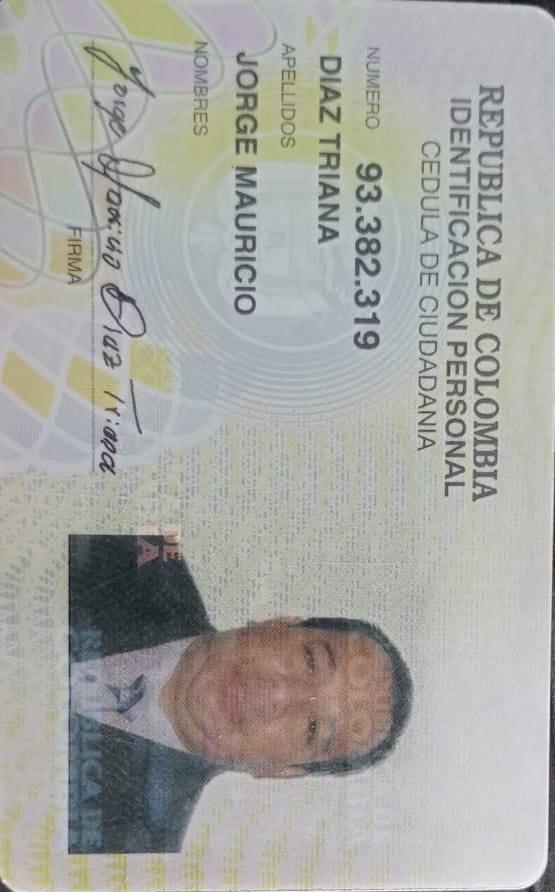 REPUBLICA DE COLOMBIA
IDENTIFICACION PERSONAL
CEDULA DE CIUDADANIA
NUMERO 93.382.319
DIAZ TRIANA
APELLIDOS
JORGE MAURICIO
NOMBRES
Jorge Mauricio Diaz Triana
FIRMA